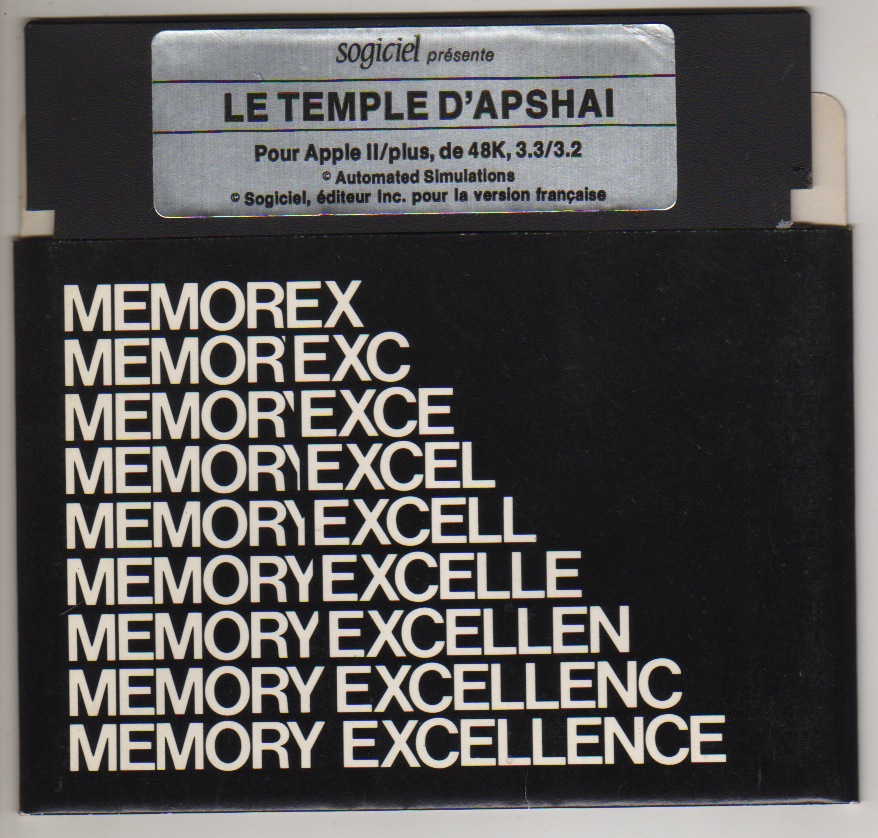 sogiciel présente
LE TEMPLE D'APSHAI
Pour Apple II/plus, de 48K, 3.3/3.2
© Automated Simulations
© Sogiciel, éditeur Inc. pour la version française
MEMOREX
MEMOR'EXC
MEMOR'EXCE
MEMORYEXCEL
MEMORYEXCELL
MEMORYEXCELLE
MEMORY EXCELLEN
MEMORY EXCELLENC
MEMORY EXCELLENCE